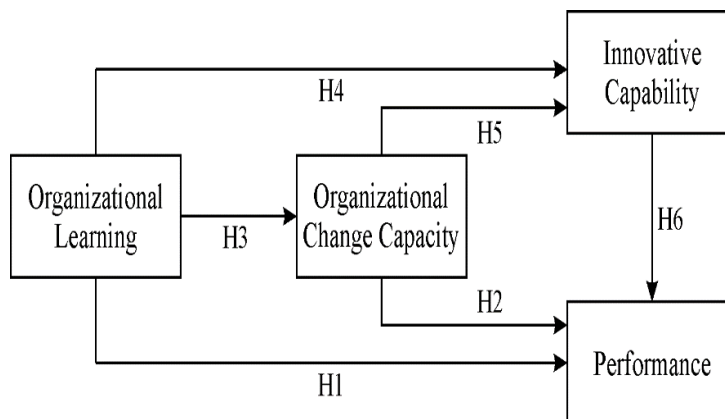 Innovative
Capability
H4
H5
Organizational
Learning
H3
Organizational
Change Capacity
H6
H2
Performance
H1